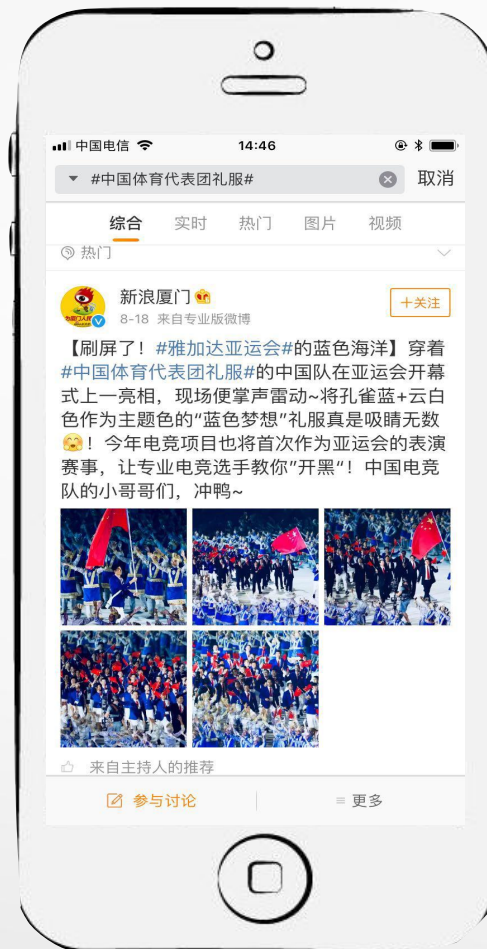 中国电信 14:46
#中国体育代表团礼服# 取消
综合 实时 热门 图片 视频
热门
新浪厦门
8-18 来自专业版微博
+关注
【刷屏了！#雅加达亚运会#的蓝色海洋】穿着
#中国体育代表团礼服#的中国队在亚运会开幕
式上一亮相，现场便掌声雷动~将孔雀蓝+云白
色作为主题色的“蓝色梦想”礼服真是吸睛无数
！今年电竞项目也将首次作为亚运会的表演
赛事，让专业电竞选手教你”开黑“！中国电竞
队的小哥哥们，冲鸭~
来自主持人的推荐
参与讨论 更多